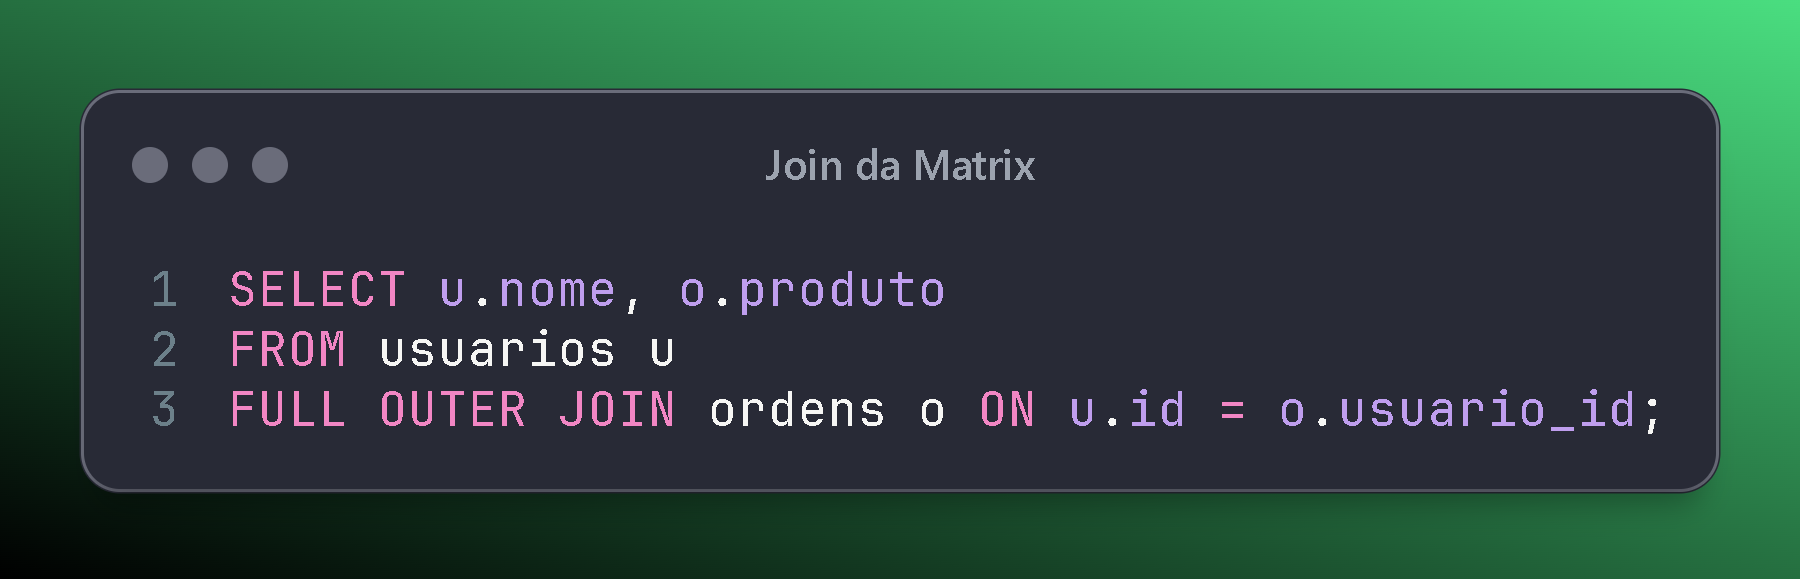 Join da Matrix
1 SELECT u.nome, o.produto
2 FROM usuarios u
3 FULL OUTER JOIN ordens o ON u.id = o.usuario_id;